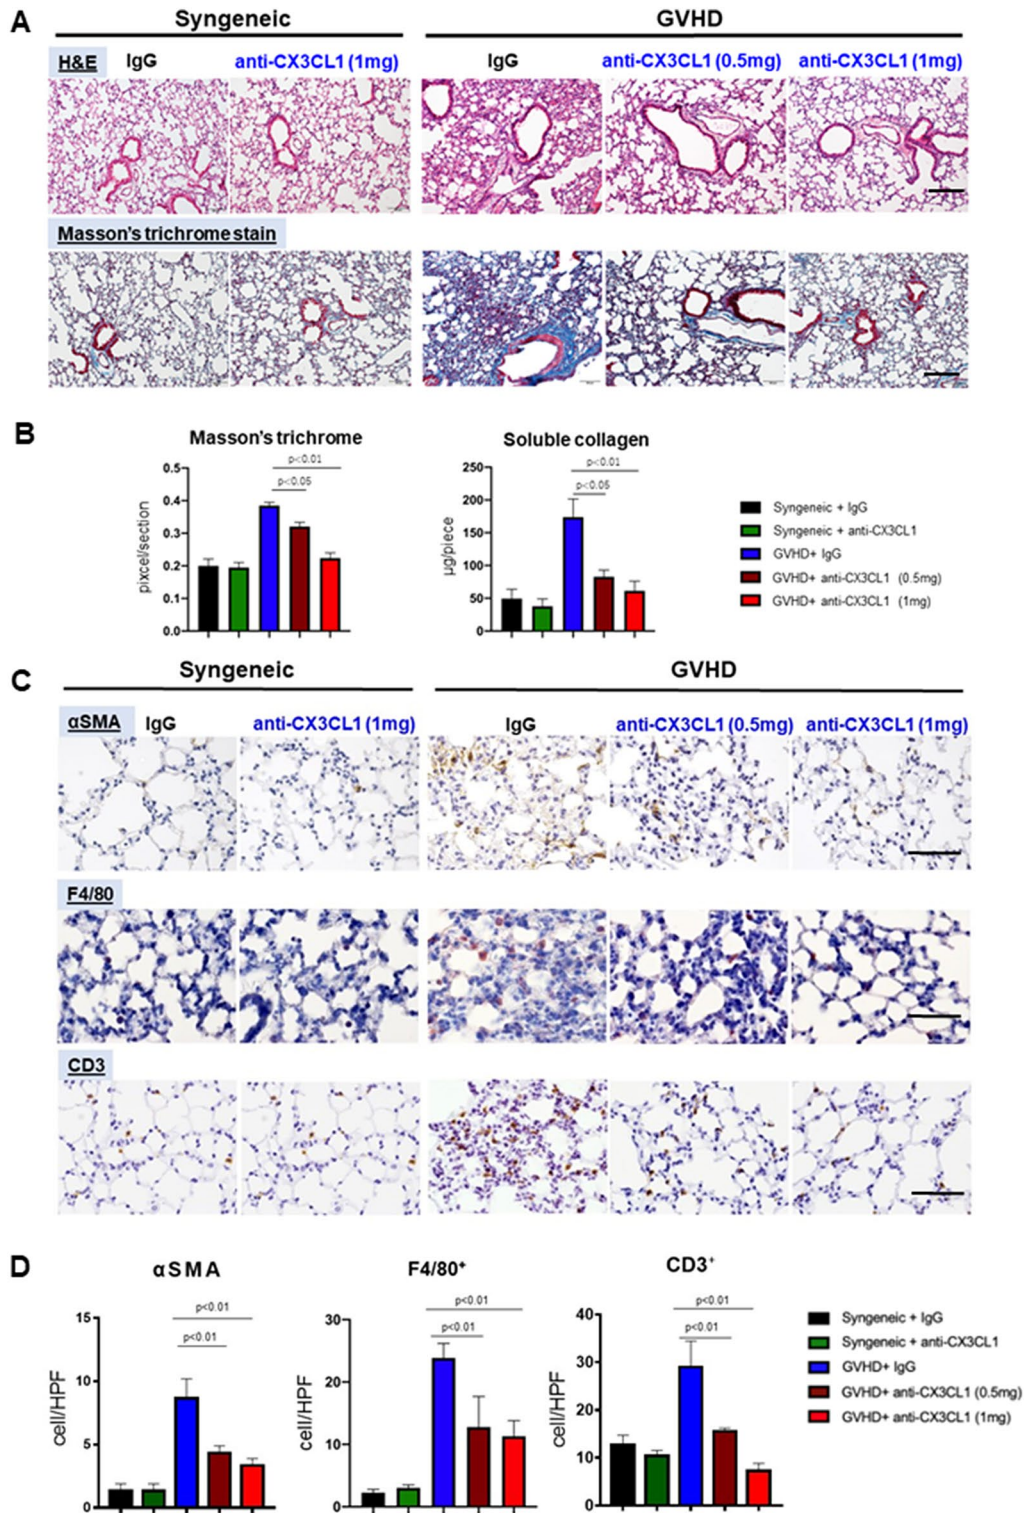 A
Syngeneic GVHD
H&E IgG anti-CX3CL1 (1mg) IgG anti-CX3CL1 (0.5mg) anti-CX3CL1 (1mg)
Masson's trichrome stain
B
Masson's trichrome
p<0.01
p<0.05
0.5
0.4
0.3
0.2
0.1
0.0
pixcel/section
Soluble collagen
p<0.01
p<0.05
250
200
150
100
50
0
µg/piece
Syngeneic + IgG
Syngeneic + anti-CX3CL1
GVHD+ IgG
GVHD+ anti-CX3CL1 (0.5mg)
GVHD+ anti-CX3CL1 (1mg)
C
Syngeneic GVHD
αSMA IgG anti-CX3CL1 (1mg) IgG anti-CX3CL1 (0.5mg) anti-CX3CL1 (1mg)
F4/80
CD3
D
αSMA
p<0.01
p<0.01
15
10
5
0
cell/HPF
F4/80+
p<0.01
p<0.01
30
20
10
0
cell/HPF
CD3+
p<0.01
p<0.01
40
30
20
10
0
cell/HPF
Syngeneic + IgG
Syngeneic + anti-CX3CL1
GVHD+ IgG
GVHD+ anti-CX3CL1 (0.5mg)
GVHD+ anti-CX3CL1 (1mg)